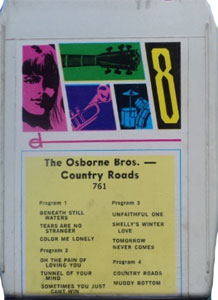 8
d
The Osborne Bros. —
Country Roads
761
Program 1
BENEATH STILL
WATERS
TEARS ARE NO
STRANGER
COLOR ME LONELY
Program 2
OH THE PAIN OF
LOVING YOU
TUNNEL OF YOUR
MIND
SOMETIMES YOU JUST
CANT WIN
Program 3
UNFAITHFUL ONE
SHELLY'S WINTER
LOVE
TOMORROW
NEVER COMES
Program 4
COUNTRY ROADS
MUDDY BOTTOM